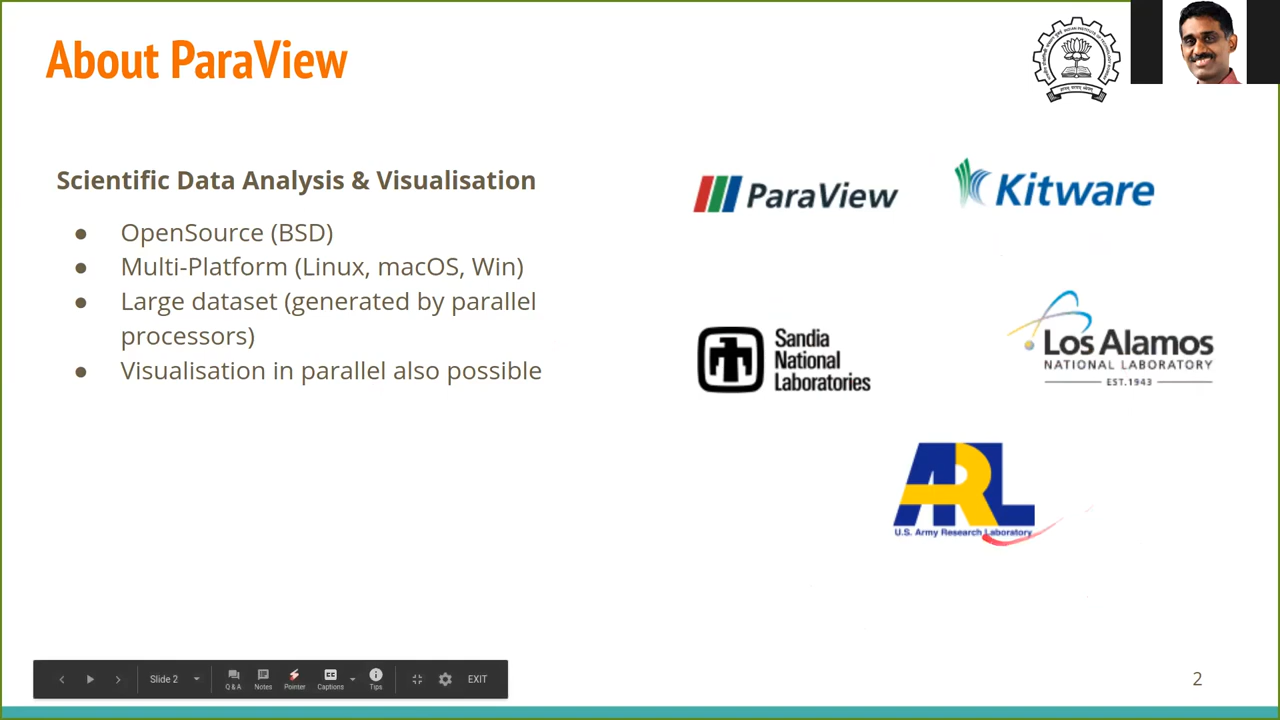 About ParaView
Scientific Data Analysis & Visualisation
● OpenSource (BSD)
● Multi-Platform (Linux, macOS, Win)
● Large dataset (generated by parallel
processors)
● Visualisation in parallel also possible
ParaView
Kitware
Sandia
National
Laboratories
Los Alamos
NATIONAL LABORATORY
EST.1943
ARL
U.S. Army Research Laboratory
Slide 2
Q & A
Notes
Pointer
CC
Captions
Tips
EXIT
2